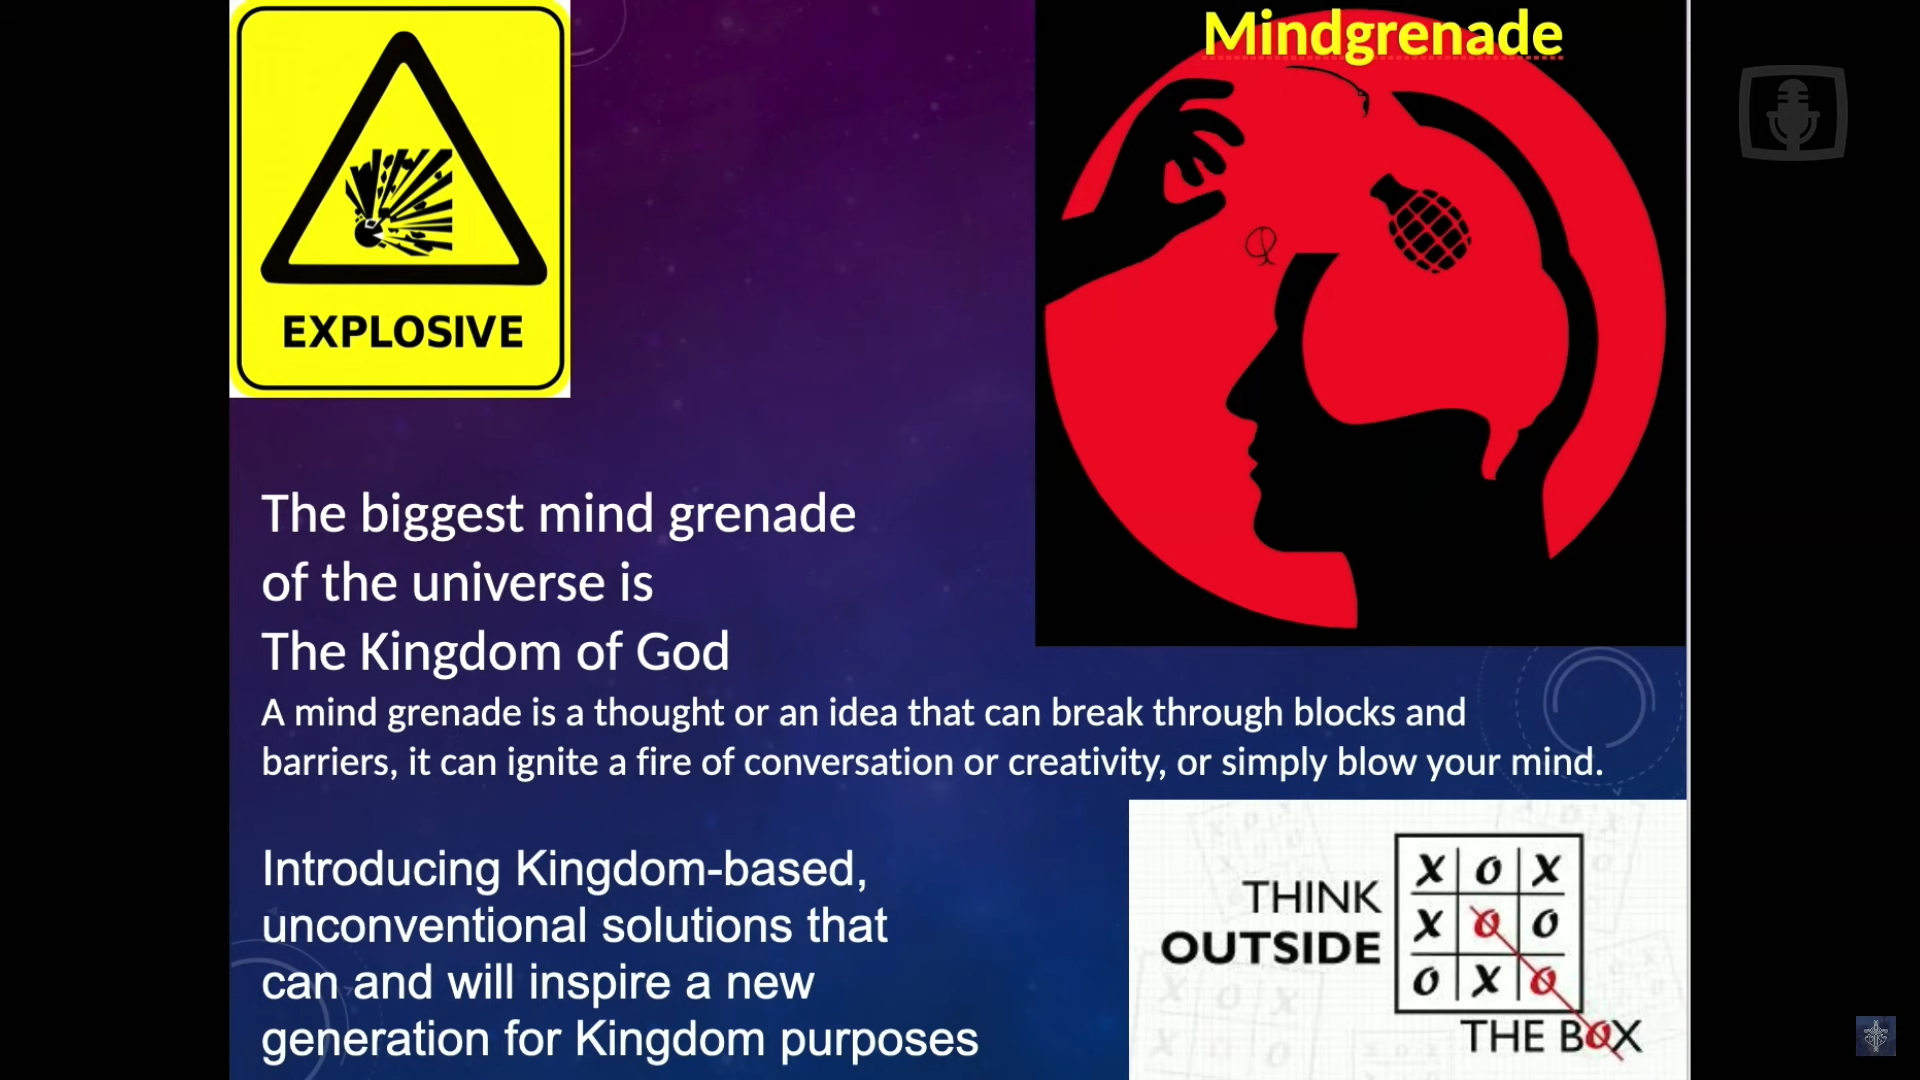 EXPLOSIVE
Mindgrenade
The biggest mind grenade
of the universe is
The Kingdom of God
A mind grenade is a thought or an idea that can break through blocks and
barriers, it can ignite a fire of conversation or creativity, or simply blow your mind.
Introducing Kingdom-based,
unconventional solutions that
can and will inspire a new
generation for Kingdom purposes
THINK
OUTSIDE
X O X
X O O
O X O
THE BOX